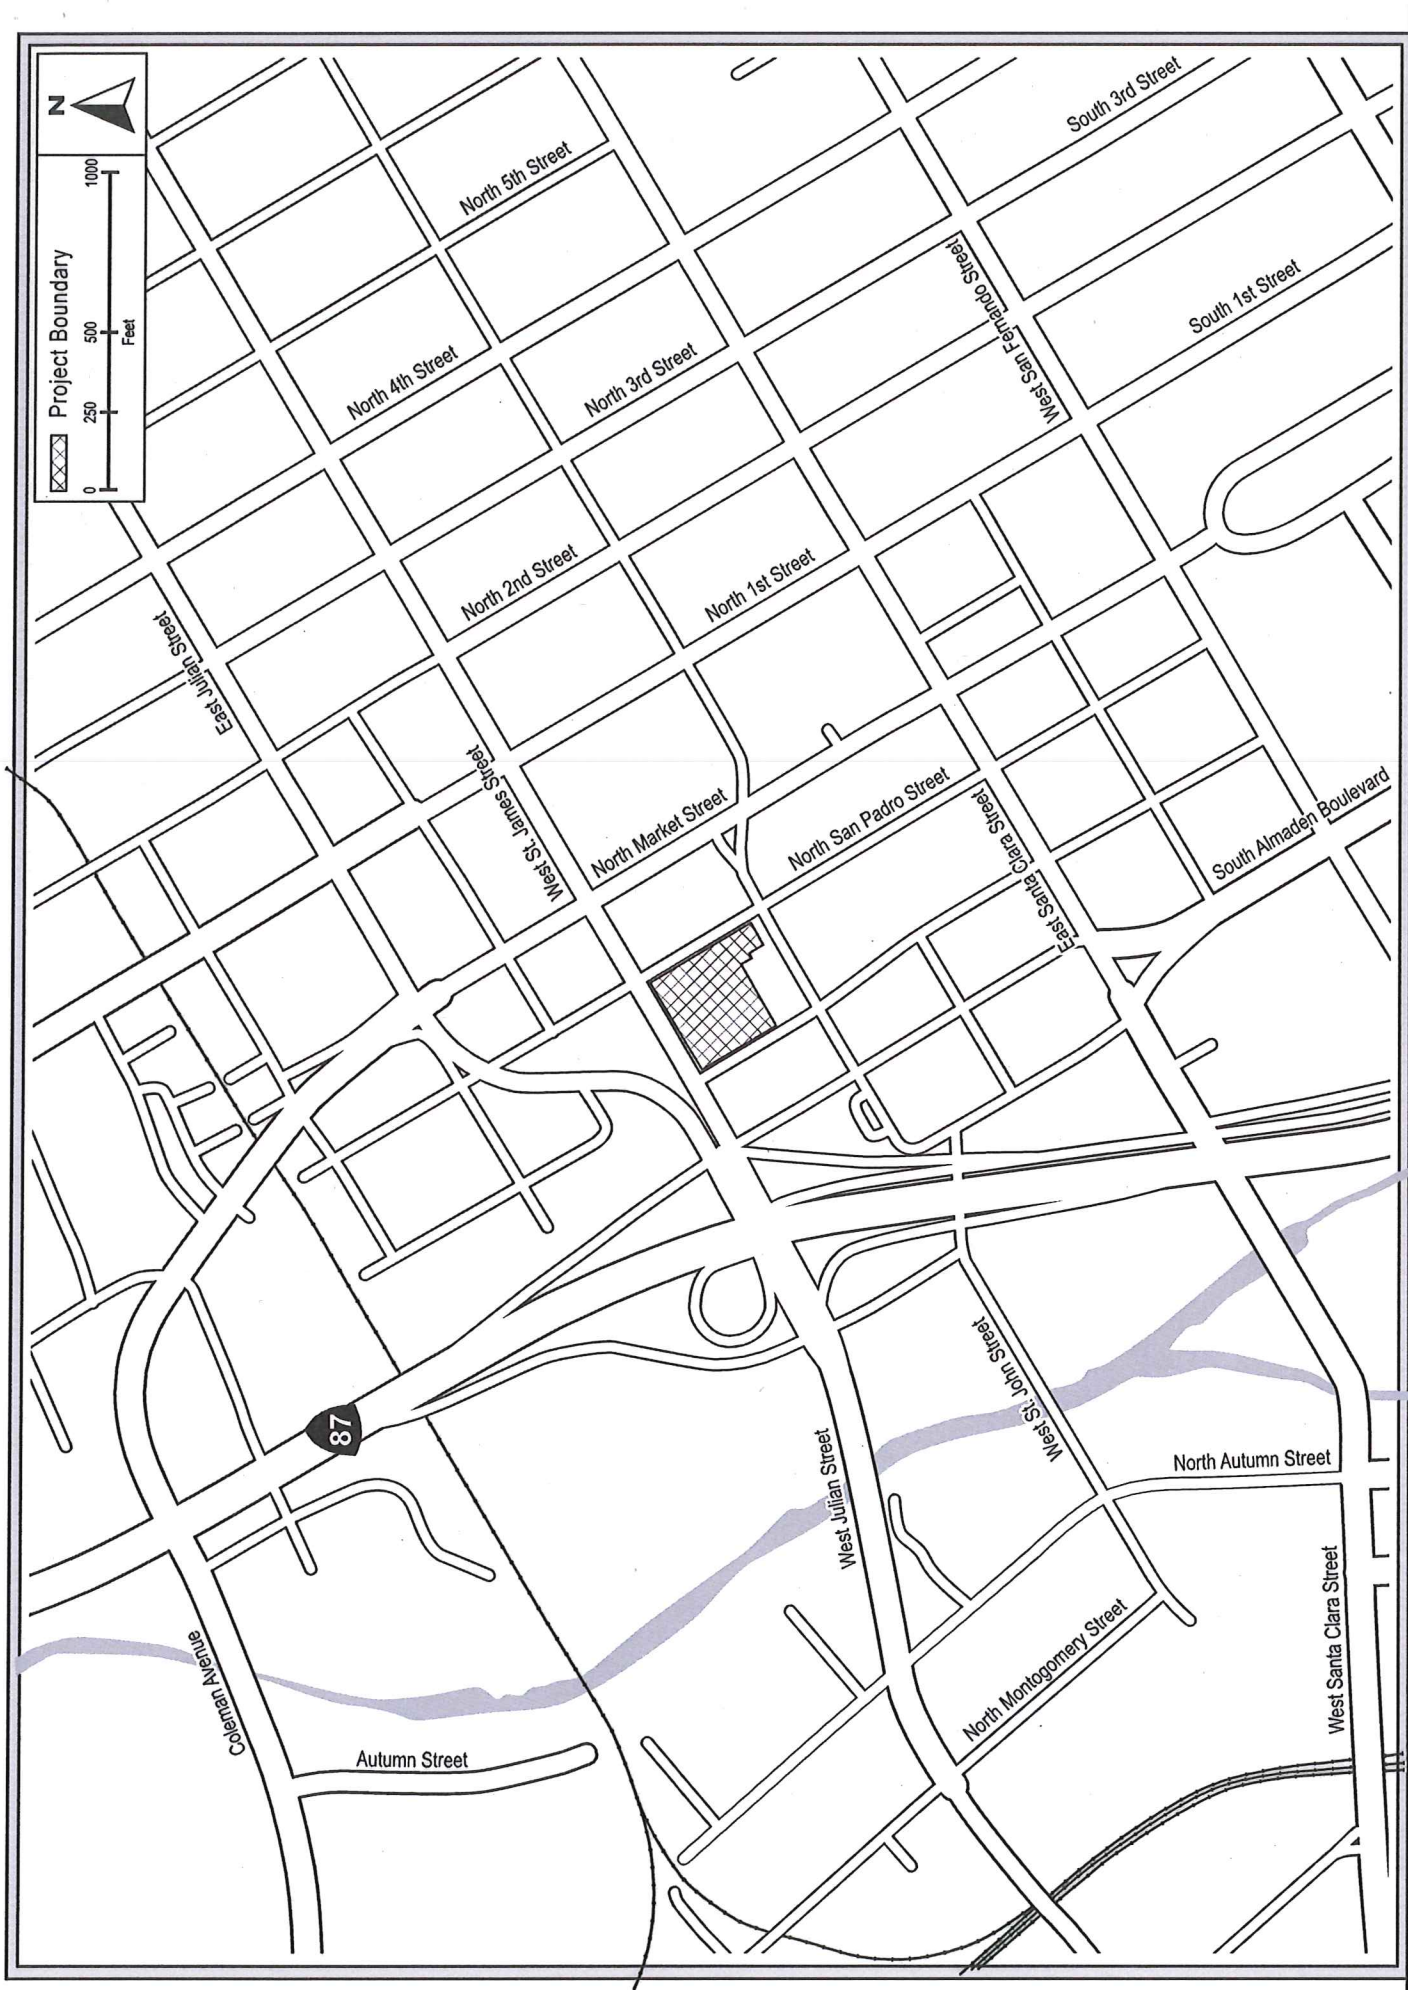 N
Project Boundary
0 250 500 1000
Feet
South 3rd Street
North 5th Street
West San Fernando Street
South 1st Street
North 4th Street
North 3rd Street
North 2nd Street
North 1st Street
East Julian Street
West St. James Street
North Market Street
North San Padro Street
East Santa Clara Street
South Almaden Boulevard
87
West St. John Street
West Julian Street
North Autumn Street
West Santa Clara Street
North Montogomery Street
Coleman Avenue
Autumn Street